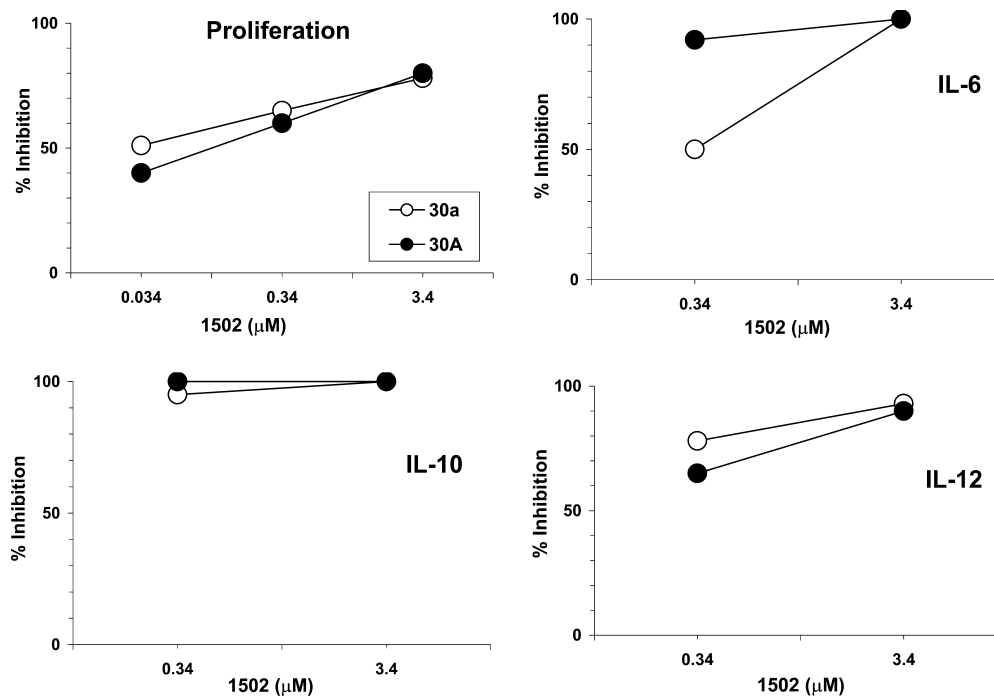 Proliferation
100
50
0
% Inhibition
30a
30A
0.034 0.34 3.4
1502 (μM)
IL-6
100
50
0
% Inhibition
0.34 3.4
1502 (μM)
IL-10
100
50
0
% Inhibition
0.34 3.4
1502 (μM)
IL-12
100
50
0
% Inhibition
0.34 3.4
1502 (μM)